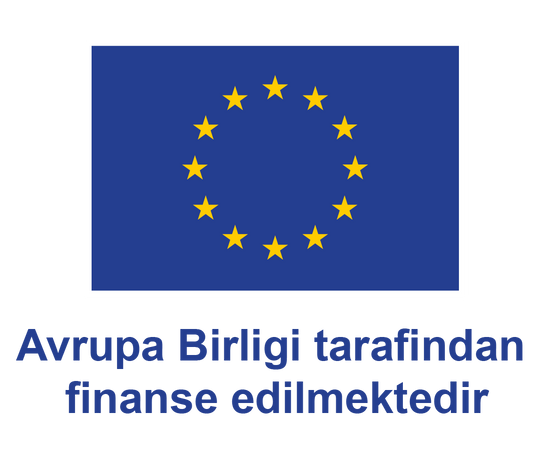 Avrupa Birligi tarafindan
finanse edilmektedir